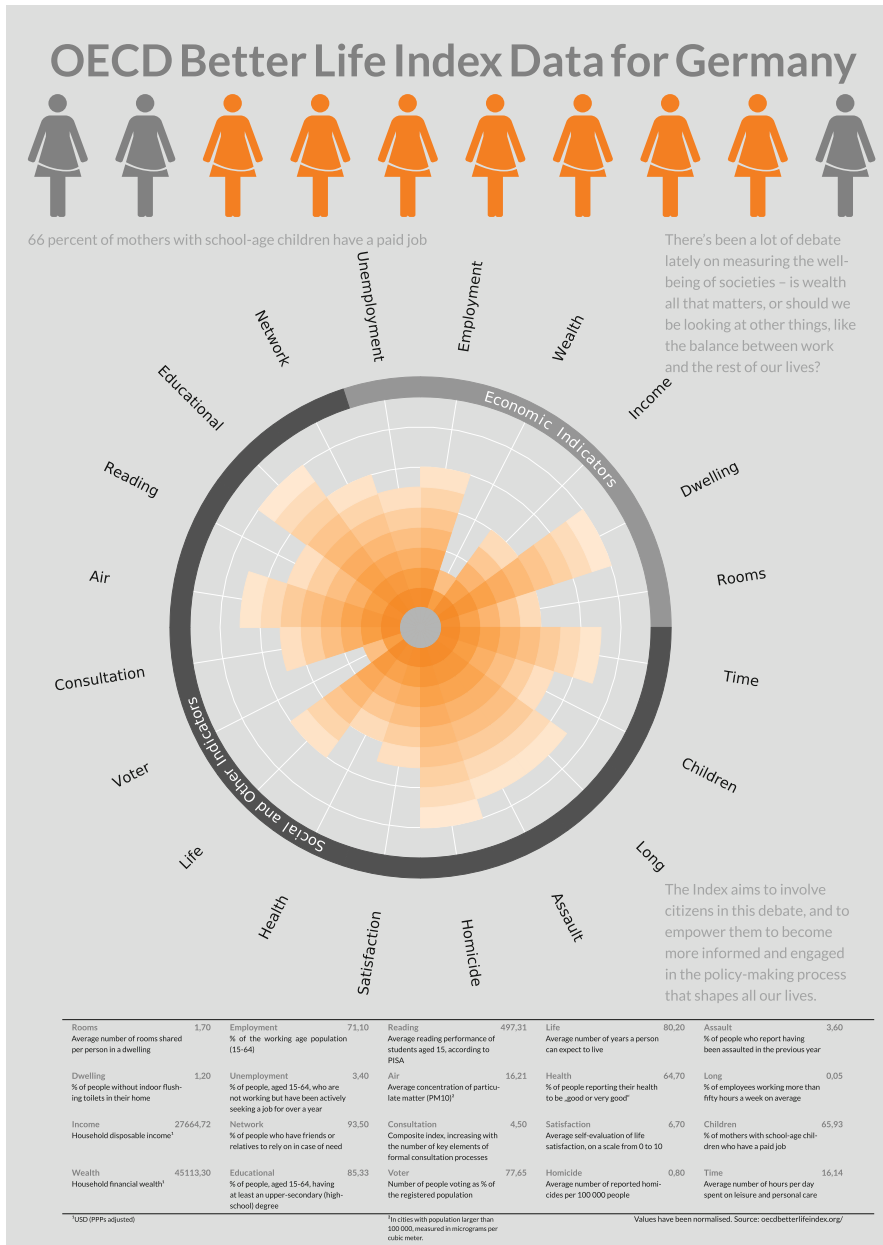 OECD Better Life Index Data for Germany
66 percent of mothers with school-age children have a paid job
There's been a lot of debate
lately on measuring the well-
being of societies – is wealth
all that matters, or should we
be looking at other things, like
the balance between work
and the rest of our lives?
Unemployment
Employment
Network
Wealth
Educational
Income
Reading
Dwelling
Air
Rooms
Consultation
Time
Voter
Children
Life
Long
Health
Assault
Satisfaction
Homicide
Economic Indicators
Social and Other Indicators
The Index aims to involve
citizens in this debate, and to
empower them to become
more informed and engaged
in the policy-making process
that shapes all our lives.
Rooms 1,70
Average number of rooms shared
per person in a dwelling
Employment 71,10
% of the working age population
(15-64)
Reading 497,31
Average reading performance of
students aged 15, according to
PISA
Life 80,20
Average number of years a person
can expect to live
Assault 3,60
% of people who report having
been assaulted in the previous year
Dwelling 1,20
% of people without indoor flush-
ing toilets in their home
Unemployment 3,40
% of people, aged 15-64, who are
not working but have been actively
seeking a job for over a year
Air 16,21
Average concentration of particu-
late matter (PM10)²
Health 64,70
% of people reporting their health
to be „good or very good"
Long 0,05
% of employees working more than
fifty hours a week on average
Income 27664,72
Household disposable income¹
Network 93,50
% of people who have friends or
relatives to rely on in case of need
Consultation 4,50
Composite index, increasing with
the number of key elements of
formal consultation processes
Satisfaction 6,70
Average self-evaluation of life
satisfaction, on a scale from 0 to 10
Children 65,93
% of mothers with school-age chil-
dren who have a paid job
Wealth 45113,30
Household financial wealth¹
Educational 85,33
% of people, aged 15-64, having
at least an upper-secondary (high-
school) degree
Voter 77,65
Number of people voting as % of
the registered population
Homicide 0,80
Average number of reported homi-
cides per 100 000 people
Time 16,14
Average number of hours per day
spent on leisure and personal care
¹USD (PPPs adjusted)
²In cities with population larger than
100 000, measured in micrograms per
cubic meter.
Values have been normalised. Source: oecdbetterlifeindex.org/